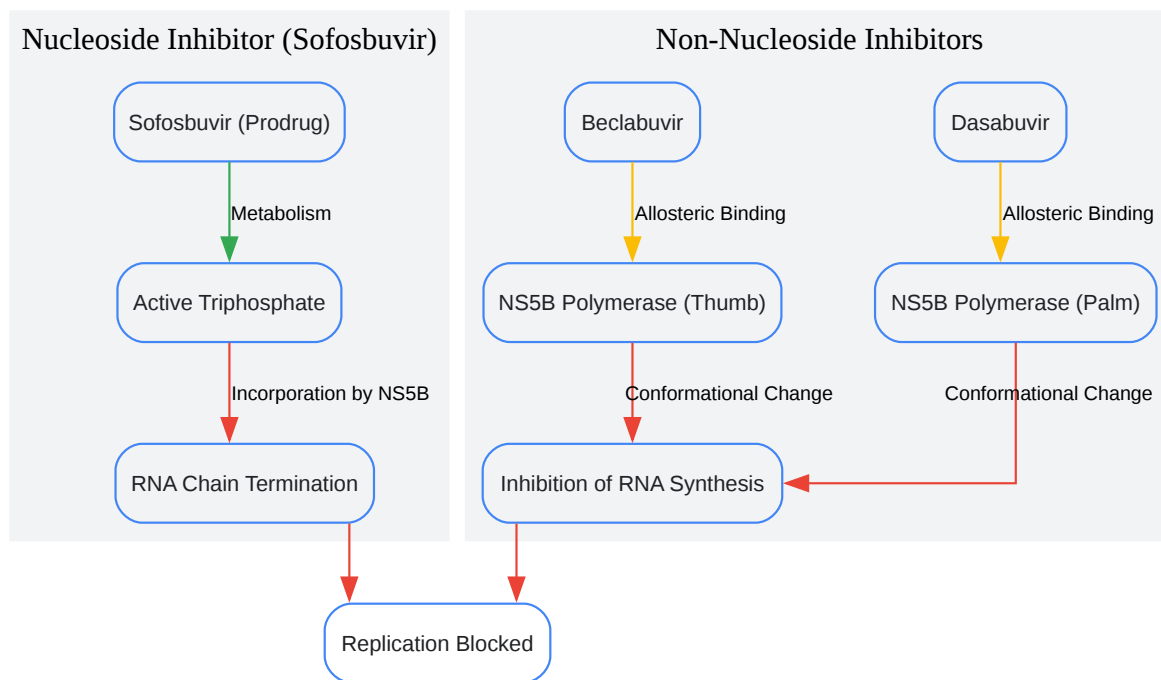 Nucleoside Inhibitor (Sofosbuvir)
Sofosbuvir (Prodrug)
Metabolism
Active Triphosphate
Incorporation by NS5B
RNA Chain Termination
Non-Nucleoside Inhibitors
Beclabuvir
Allosteric Binding
NS5B Polymerase (Thumb)
Conformational Change
Inhibition of RNA Synthesis
Dasabuvir
Allosteric Binding
NS5B Polymerase (Palm)
Conformational Change
Replication Blocked